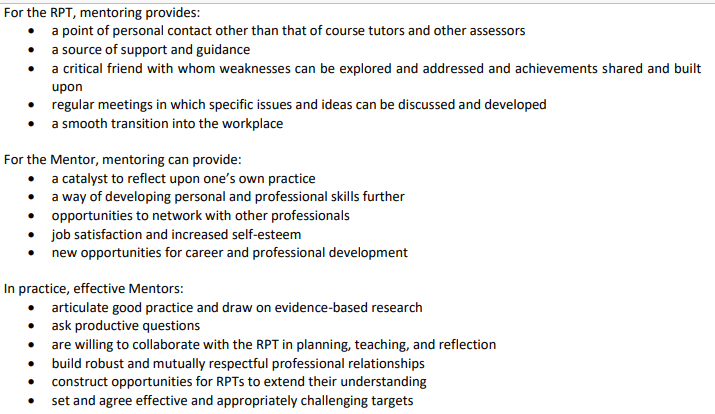 For the RPT, mentoring provides:
• a point of personal contact other than that of course tutors and other assessors
• a source of support and guidance
• a critical friend with whom weaknesses can be explored and addressed and achievements shared and built
upon
• regular meetings in which specific issues and ideas can be discussed and developed
• a smooth transition into the workplace
For the Mentor, mentoring can provide:
• a catalyst to reflect upon one's own practice
• a way of developing personal and professional skills further
• opportunities to network with other professionals
• job satisfaction and increased self-esteem
• new opportunities for career and professional development
In practice, effective Mentors:
• articulate good practice and draw on evidence-based research
• ask productive questions
• are willing to collaborate with the RPT in planning, teaching, and reflection
• build robust and mutually respectful professional relationships
• construct opportunities for RPTs to extend their understanding
• set and agree effective and appropriately challenging targets